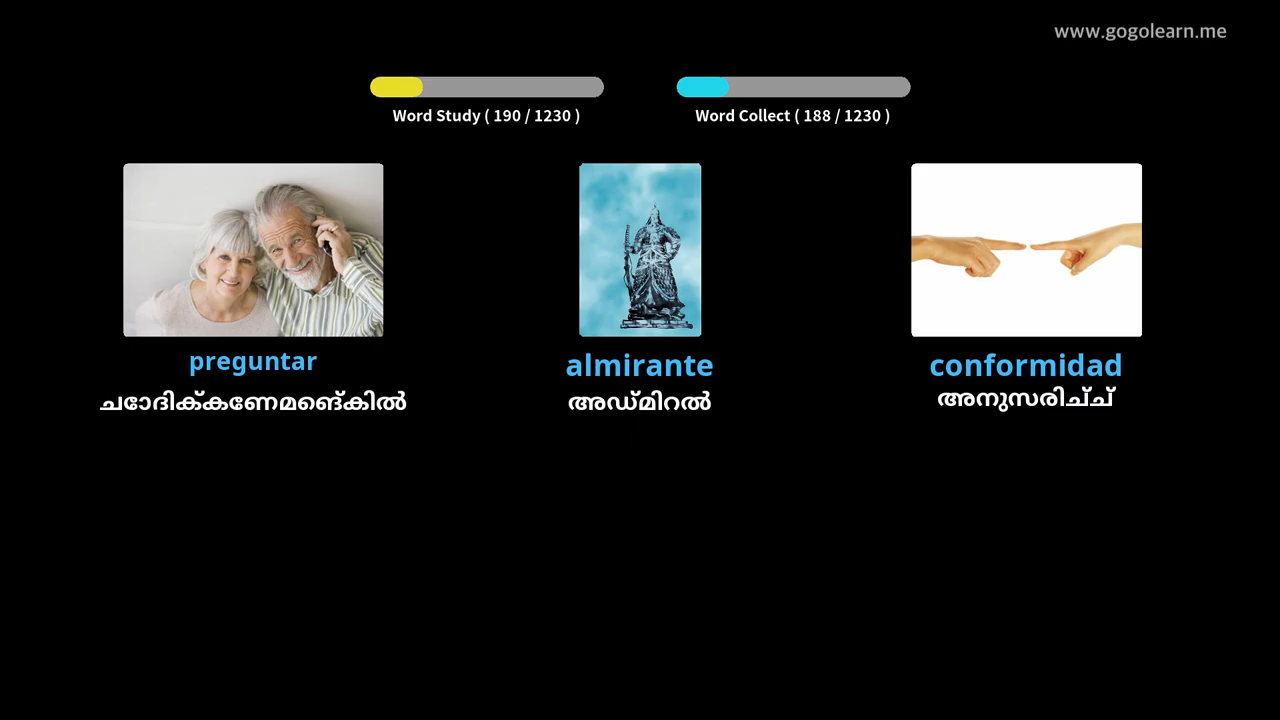 www.gogolearn.me
Word Study ( 190 / 1230 )
Word Collect ( 188 / 1230 )
preguntar
almirante
conformidad
ചോദിക്കണേമെങ്കിൽ
അഡ്മിറൽ
അനുസരിച്ച്